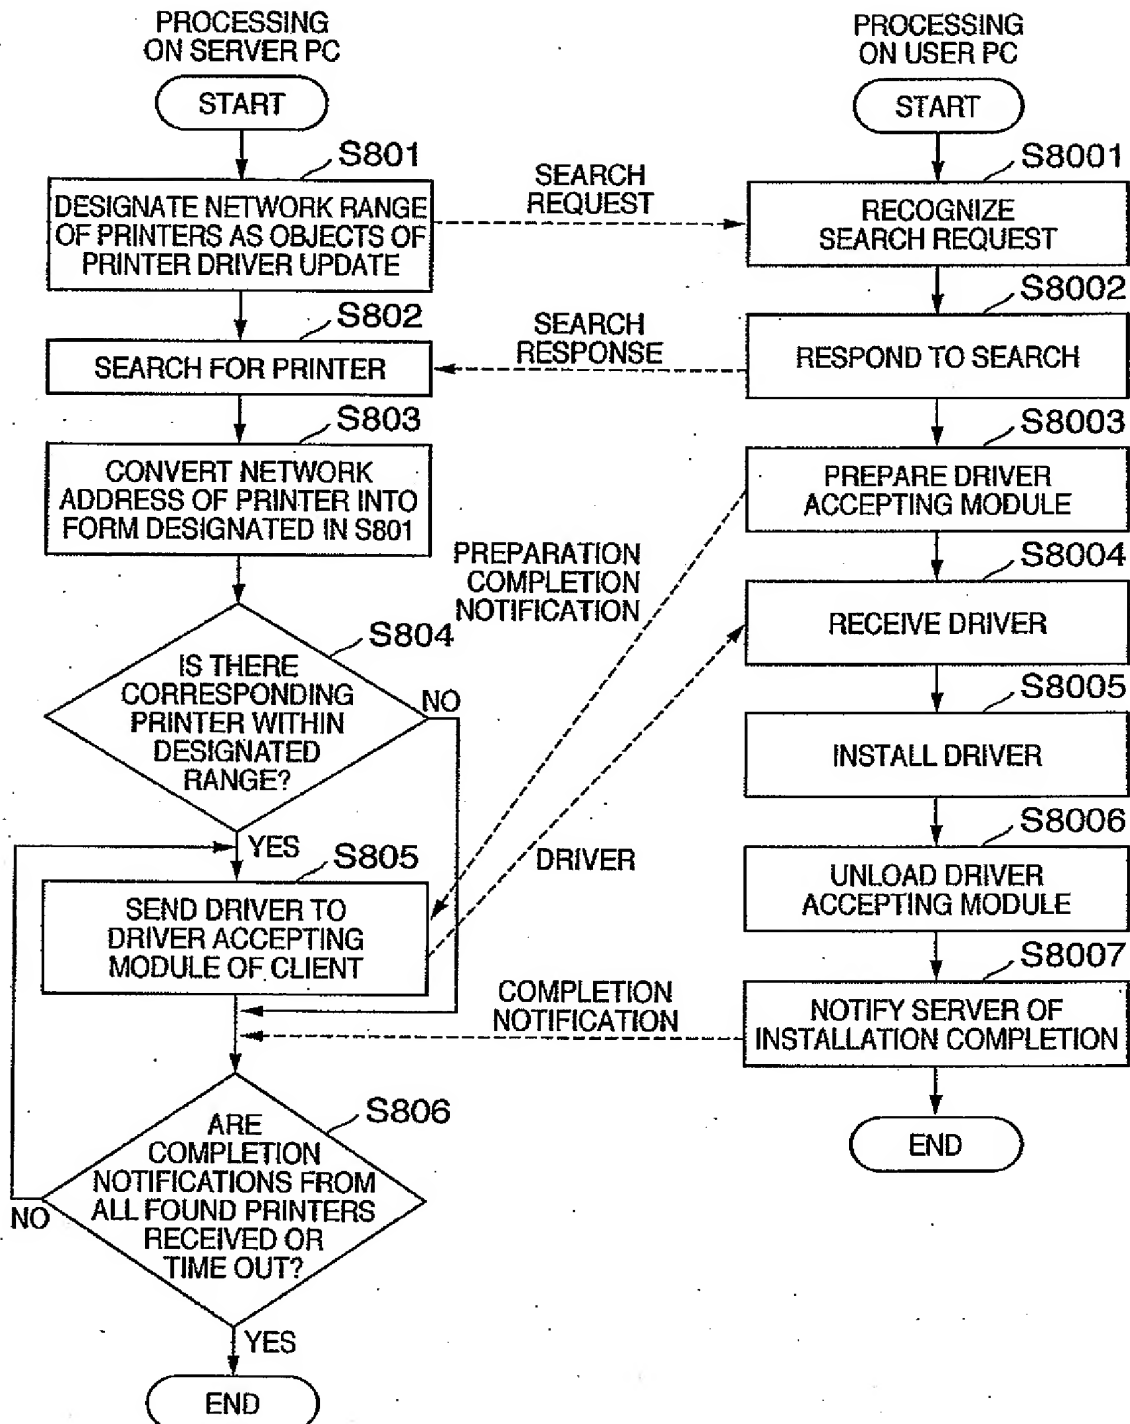 PROCESSING
ON SERVER PC
START
S801
DESIGNATE NETWORK RANGE
OF PRINTERS AS OBJECTS OF
PRINTER DRIVER UPDATE
S802
SEARCH FOR PRINTER
S803
CONVERT NETWORK
ADDRESS OF PRINTER INTO
FORM DESIGNATED IN S801
S804
IS THERE
CORRESPONDING
PRINTER WITHIN
DESIGNATED
RANGE?
NO
YES
S805
SEND DRIVER TO
DRIVER ACCEPTING
MODULE OF CLIENT
S806
ARE
COMPLETION
NOTIFICATIONS FROM
ALL FOUND PRINTERS
RECEIVED OR
TIME OUT?
NO
YES
END
SEARCH
REQUEST
SEARCH
RESPONSE
PREPARATION
COMPLETION
NOTIFICATION
DRIVER
COMPLETION
NOTIFICATION
PROCESSING
ON USER PC
START
S8001
RECOGNIZE
SEARCH REQUEST
S8002
RESPOND TO SEARCH
S8003
PREPARE DRIVER
ACCEPTING MODULE
S8004
RECEIVE DRIVER
S8005
INSTALL DRIVER
S8006
UNLOAD DRIVER
ACCEPTING MODULE
S8007
NOTIFY SERVER OF
INSTALLATION COMPLETION
END